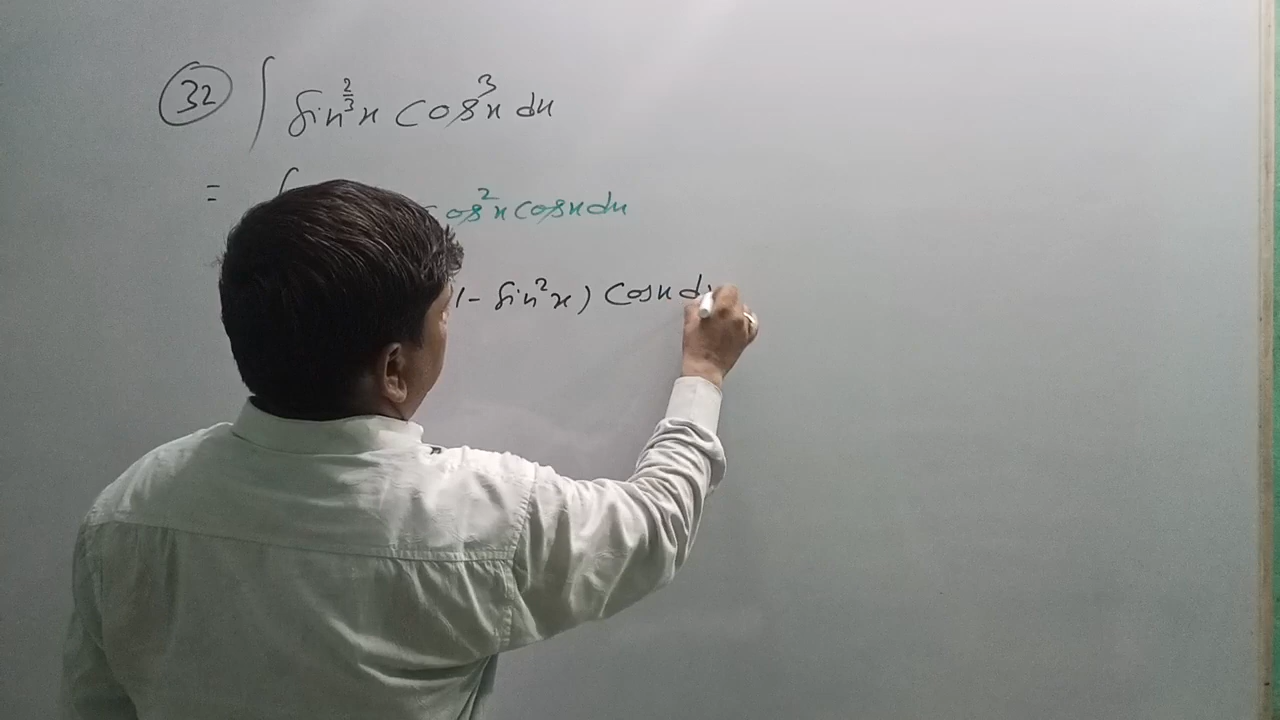 (32) ∫ sin^{2/3}x cos^3x dx
= ∫ cos^2x cosx dx
(1 - sin^2x) cosx dx